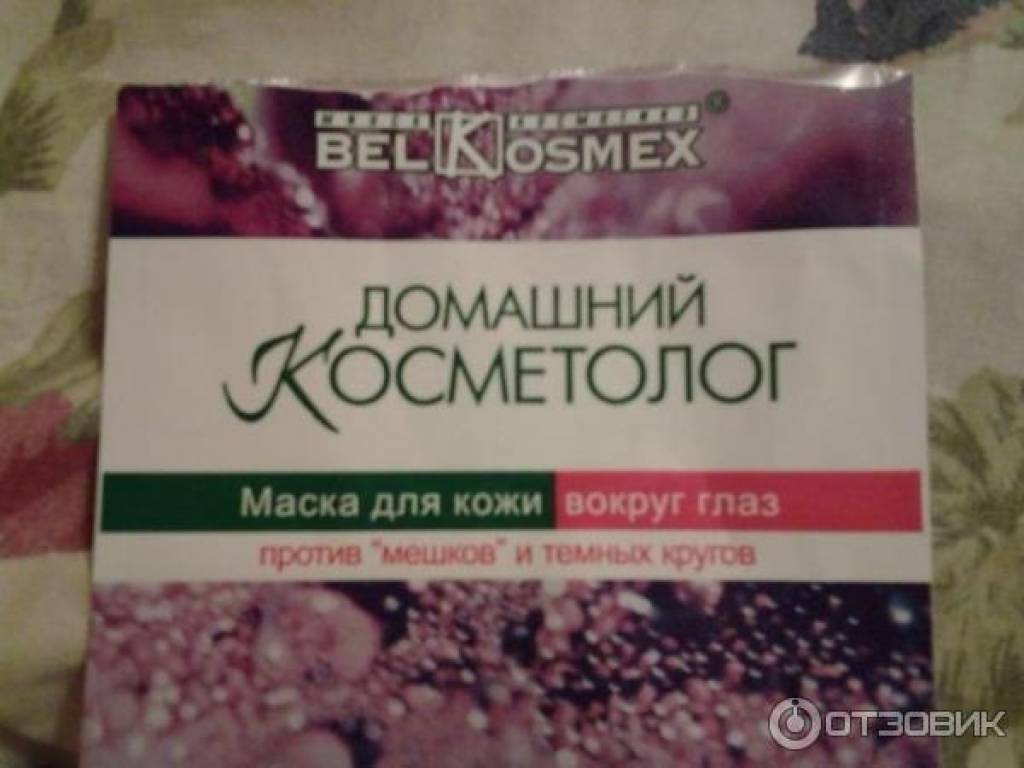 BELKOSMEX®
ДОМАШНИЙ
КОСМЕТОЛОГ
Маска для кожи вокруг глаз
против "мешков" и темных кругов
ОТЗОВИК